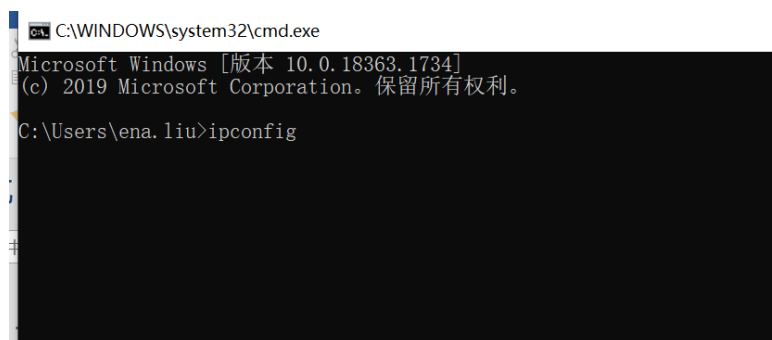 C:\WINDOWS\system32\cmd.exe
Microsoft Windows [版本 10.0.18363.1734]
(c) 2019 Microsoft Corporation。保留所有权利。
C:\Users\ena.liu>ipconfig